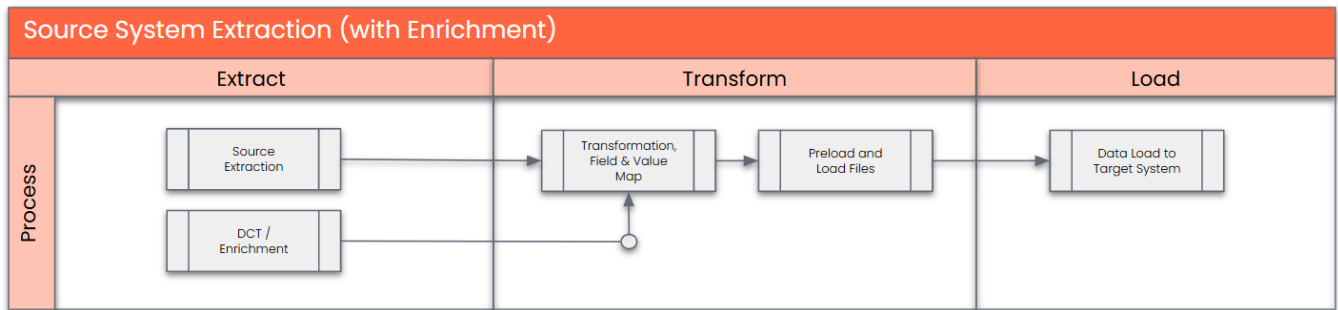 Source System Extraction (with Enrichment)
Extract
Transform
Load
Process
Source
Extraction
DCT /
Enrichment
Transformation,
Field & Value
Map
Preload and
Load Files
Data Load to
Target System